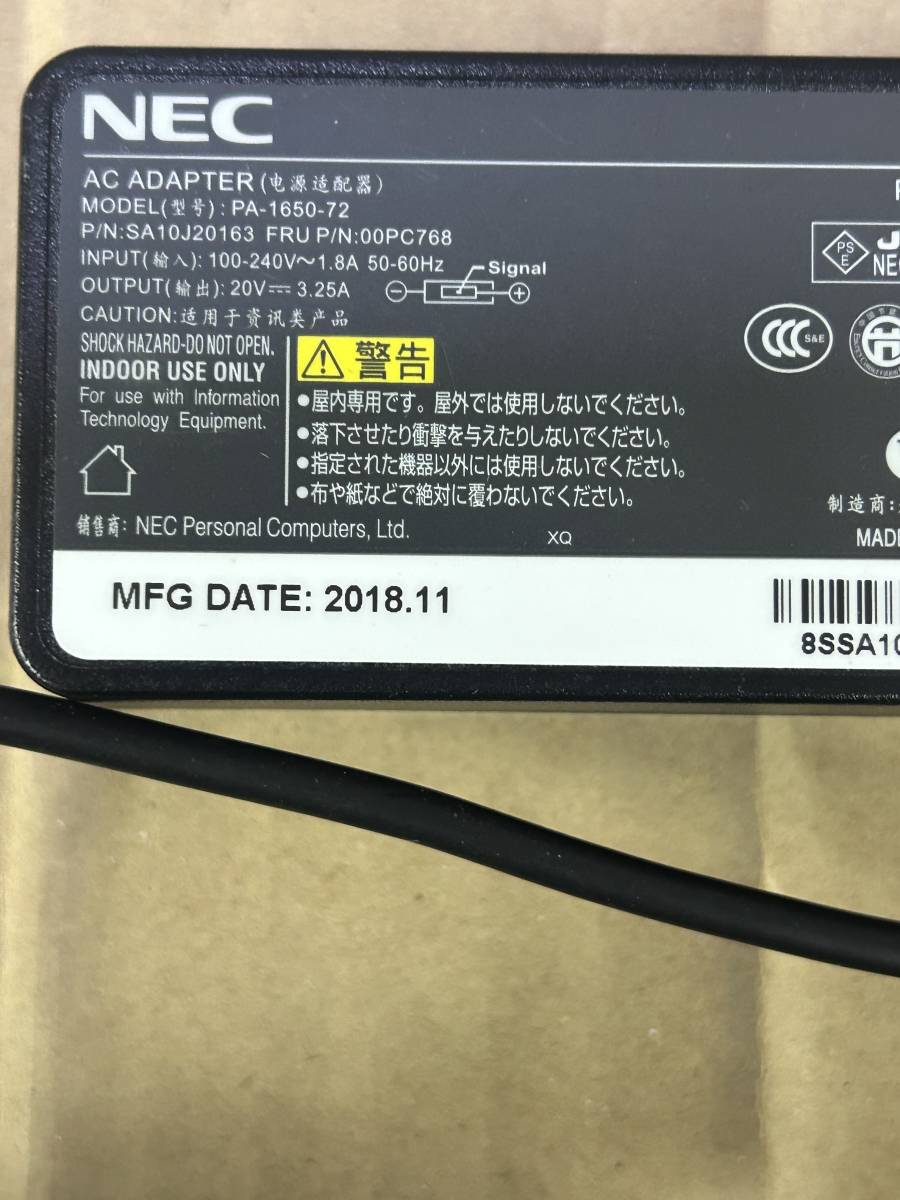 NEC
AC ADAPTER(电源适配器)
MODEL(型号): PA-1650-72
P/N:SA10J20163 FRU P/N:00PC768
INPUT(输入): 100-240V～1.8A 50-60Hz
Signal
OUTPUT(输出): 20V⎓ 3.25A
CAUTION:适用于资讯类产品
SHOCK HAZARD-DO NOT OPEN.
INDOOR USE ONLY
For use with Information
Technology Equipment.
警告
●屋内専用です。屋外では使用しないでください。
●落下させたり衝撃を与えたりしないでください。
●指定された機器以外には使用しないでください。
●布や紙などで絶対に覆わないでください。
销售商: NEC Personal Computers, Ltd.
XQ
PS
E
NEC
CCC S&E
制造商:
MADE
MFG DATE: 2018.11
8SSA10